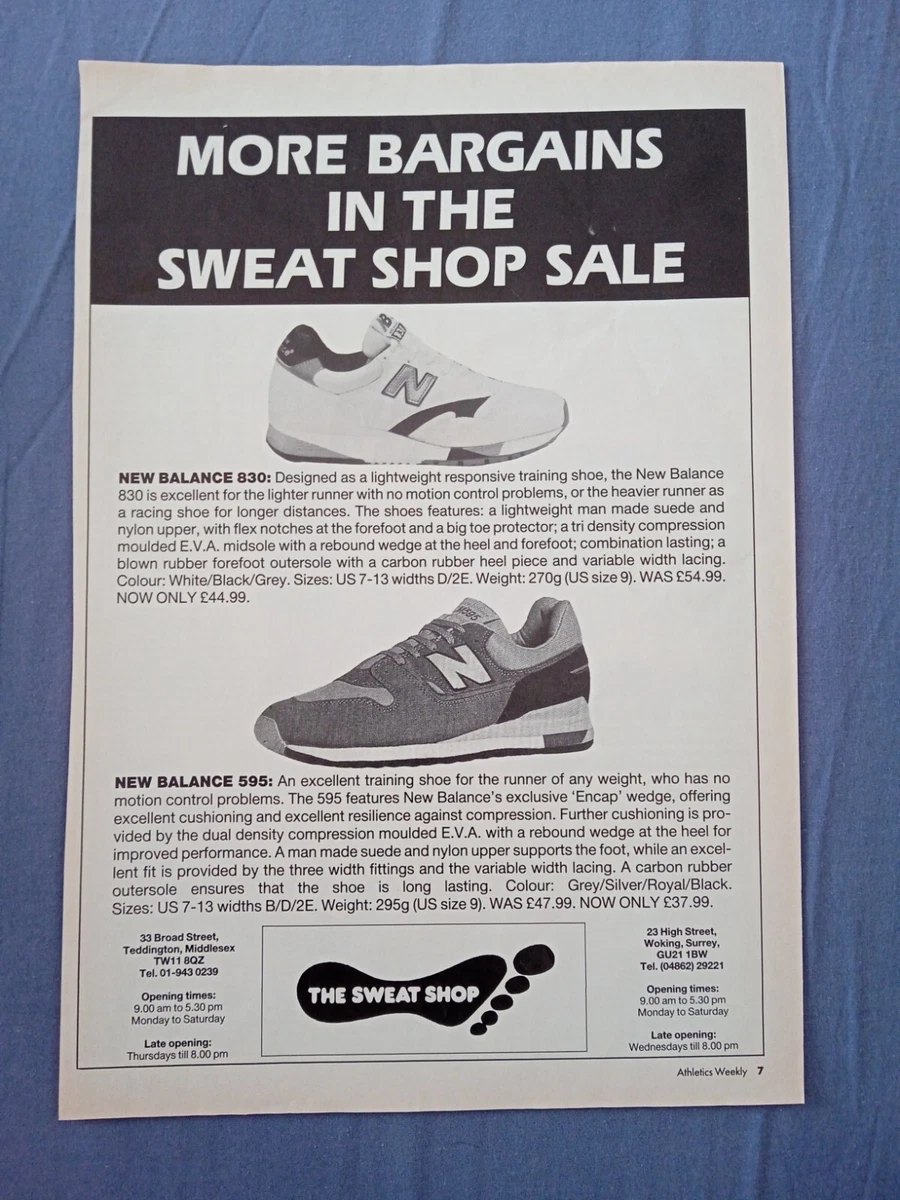 MORE BARGAINS
IN THE
SWEAT SHOP SALE
N
NEW BALANCE 830: Designed as a lightweight responsive training shoe, the New Balance
830 is excellent for the lighter runner with no motion control problems, or the heavier runner as
a racing shoe for longer distances. The shoes features: a lightweight man made suede and
nylon upper, with flex notches at the forefoot and a big toe protector; a tri density compression
moulded E.V.A. midsole with a rebound wedge at the heel and forefoot; combination lasting; a
blown rubber forefoot outersole with a carbon rubber heel piece and variable width lacing.
Colour: White/Black/Grey. Sizes: US 7-13 widths D/2E. Weight: 270g (US size 9). WAS £54.99.
NOW ONLY £44.99.
N
NEW BALANCE 595: An excellent training shoe for the runner of any weight, who has no
motion control problems. The 595 features New Balance's exclusive 'Encap' wedge, offering
excellent cushioning and excellent resilience against compression. Further cushioning is pro-
vided by the dual density compression moulded E.V.A. with a rebound wedge at the heel for
improved performance. A man made suede and nylon upper supports the foot, while an excel-
lent fit is provided by the three width fittings and the variable width lacing. A carbon rubber
outersole ensures that the shoe is long lasting. Colour: Grey/Silver/Royal/Black.
Sizes: US 7-13 widths B/D/2E. Weight: 295g (US size 9). WAS £47.99. NOW ONLY £37.99.
33 Broad Street,
Teddington, Middlesex
TW11 8QZ
Tel. 01-943 0239
Opening times:
9.00 am to 5.30 pm
Monday to Saturday
Late opening:
Thursdays till 8.00 pm
THE SWEAT SHOP
23 High Street,
Woking, Surrey,
GU21 1BW
Tel. (04862) 29221
Opening times:
9.00 am to 5.30 pm
Monday to Saturday
Late opening:
Wednesdays till 8.00 pm
Athletics Weekly 7